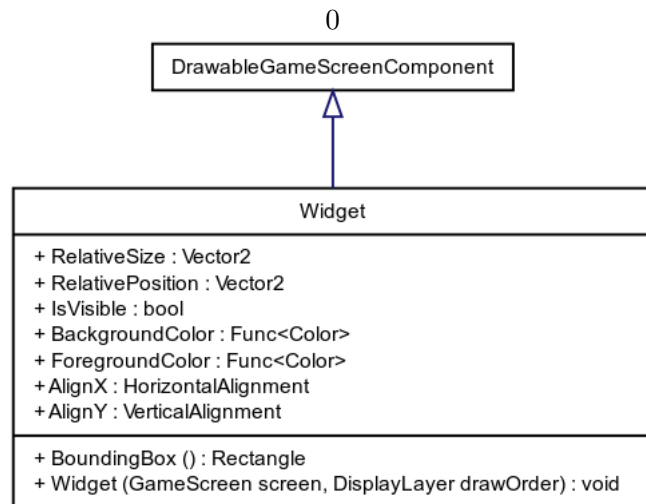 0
DrawableGameScreenComponent
Widget
+ RelativeSize : Vector2
+ RelativePosition : Vector2
+ IsVisible : bool
+ BackgroundColor : Func<Color>
+ ForegroundColor : Func<Color>
+ AlignX : HorizontalAlignment
+ AlignY : VerticalAlignment
+ BoundingBox () : Rectangle
+ Widget (GameScreen screen, DisplayLayer drawOrder) : void